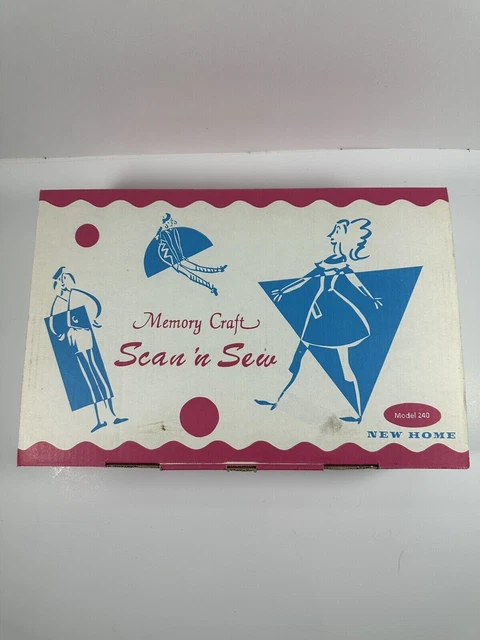 Memory Craft
Scan 'n Sew
Model 240
NEW HOME